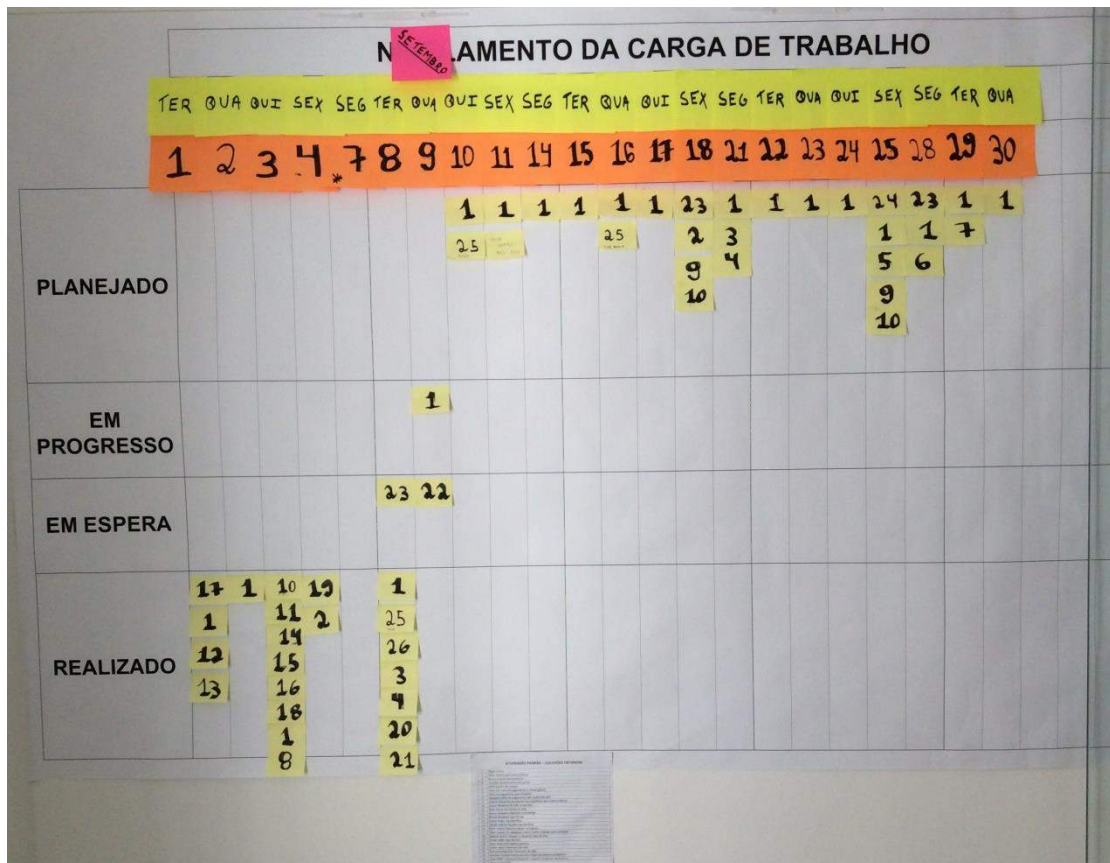 SETEMBRO
N LAMENTO DA CARGA DE TRABALHO
TER QUA QUI SEX SEG TER QUA QUI SEX SEG TER QUA QUI SEX SEG TER QUA QUI SEX SEG TER QUA
1 2 3 4 * 7 8 9 10 11 14 15 16 17 18 21 22 23 24 25 28 29 30
PLANEJADO
1 1 1 1 1 1 23 1 1 1 1 24 23 1 1
25 25 2 3 1 1 7
9 4 5 6
10 9
10
EM PROGRESSO
1
EM ESPERA
23 22
REALIZADO
17 1 10 19 1
1 11 2 25
12 14 26
13 15 3
16 4
18 20
1 21
8